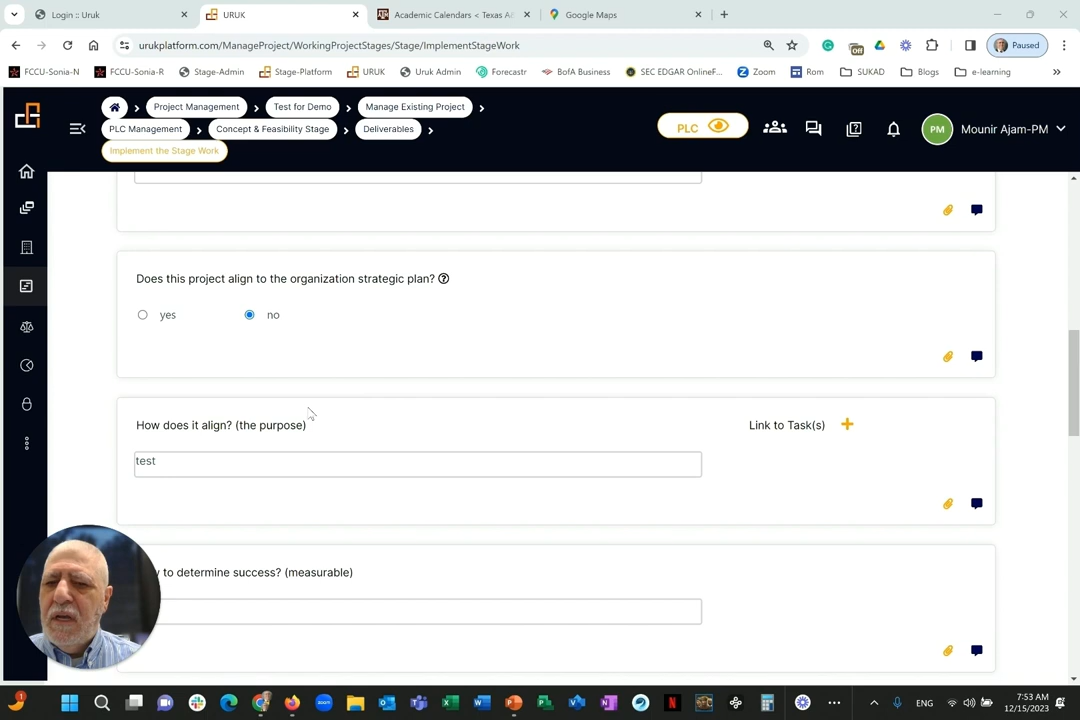 Login :: Uruk
URUK
Academic Calendars < Texas A&
Google Maps
urukplatform.com/ManageProject/WorkingProjectStages/Stage/ImplementStageWork
Off
Paused
FCCU-Sonia-N
FCCU-Sonia-R
Stage-Admin
Stage-Platform
URUK
Uruk Admin
Forecastr
BofA Business
SEC EDGAR OnlineF...
Zoom
Rom
SUKAD
Blogs
e-learning
Project Management
Test for Demo
Manage Existing Project
PLC Management
Concept & Feasibility Stage
Deliverables
Implement the Stage Work
PLC
PM
Mounir Ajam-PM
Does this project align to the organization strategic plan?
yes
no
How does it align? (the purpose)
Link to Task(s)
test
to determine success? (measurable)
ENG
7:53 AM
12/15/2023